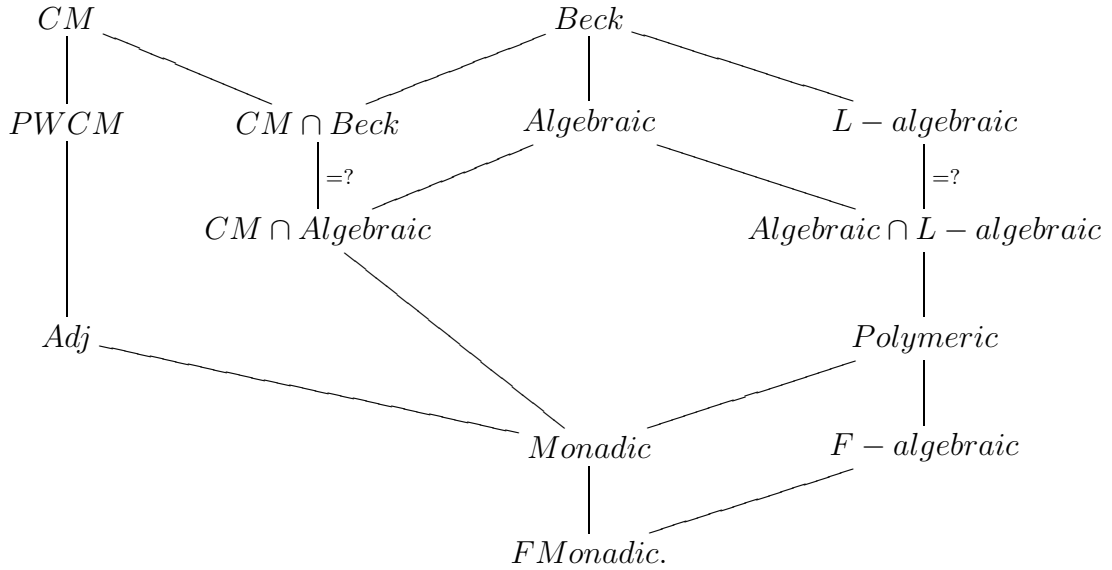 CM Beck
PWCM CM ∩ Beck Algebraic L − algebraic
=? =?
CM ∩ Algebraic Algebraic ∩ L − algebraic
Adj Polymeric
Monadic F − algebraic
FMonadic.